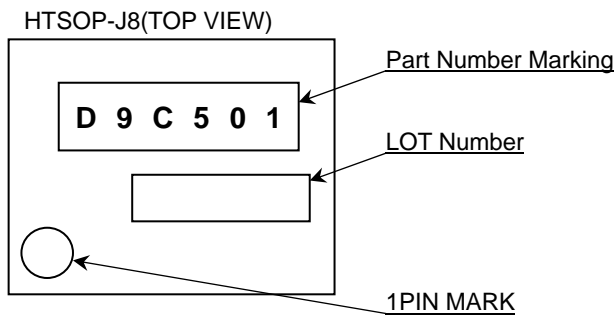 HTSOP-J8(TOP VIEW)
Part Number Marking
D 9 C 5 0 1
LOT Number
1PIN MARK